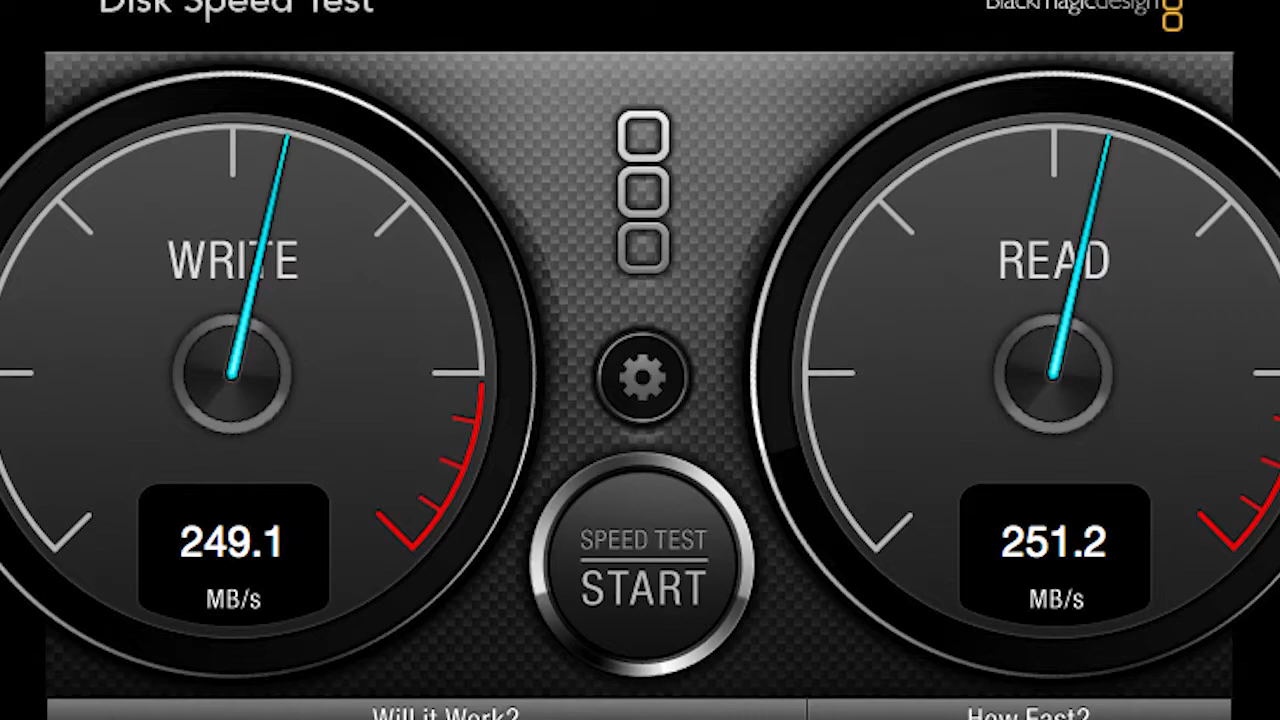 Disk Speed Test
Blackmagicdesign
WRITE
READ
249.1
MB/s
251.2
MB/s
SPEED TEST
START
Will it Work?
How Fast?